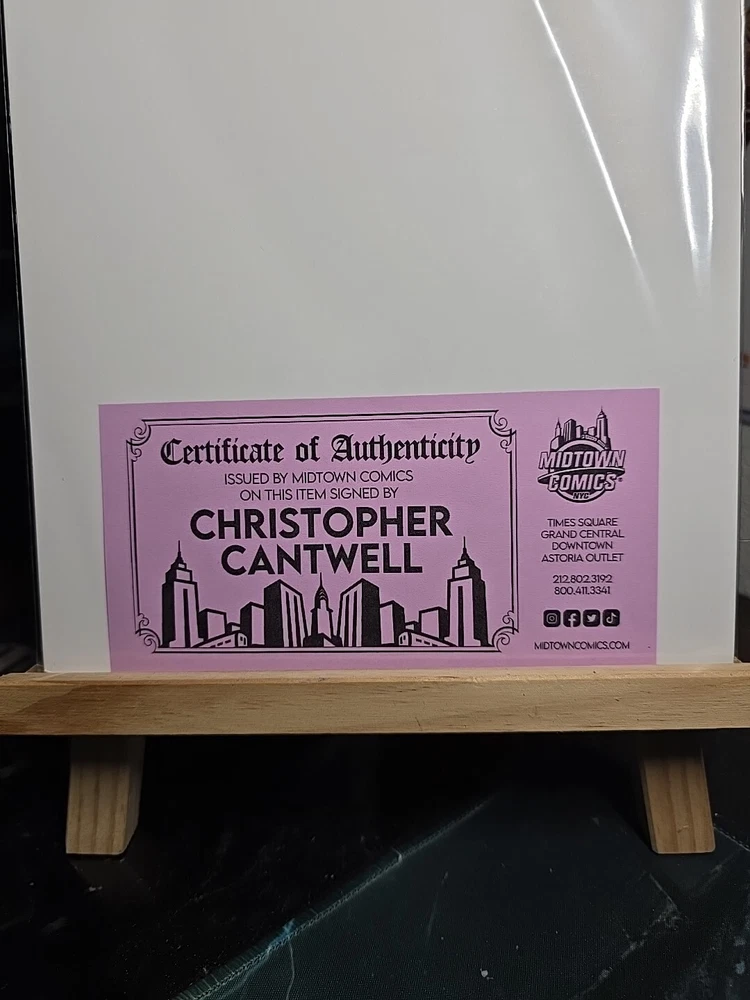 Certificate of Authenticity
ISSUED BY MIDTOWN COMICS
ON THIS ITEM SIGNED BY
CHRISTOPHER
CANTWELL
MIDTOWN
COMICS
NYC
TIMES SQUARE
GRAND CENTRAL
DOWNTOWN
ASTORIA OUTLET
212.802.3192
800.411.3341
MIDTOWNCOMICS.COM